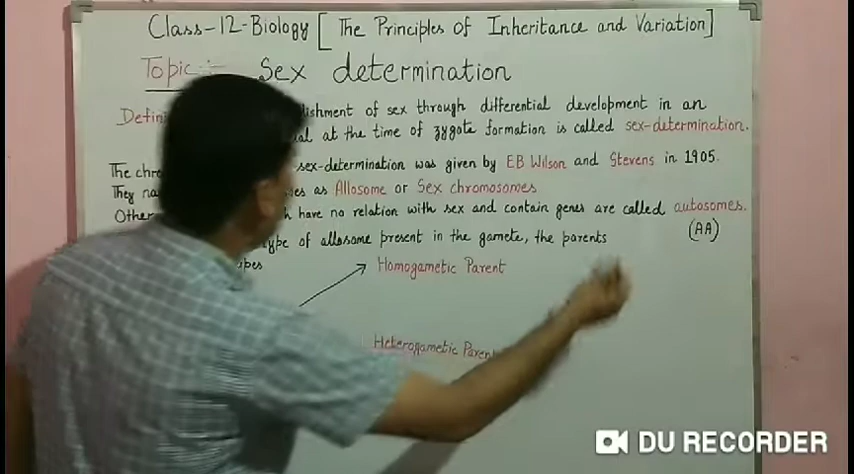 Class-12-Biology [The Principles of Inheritance and Variation]
Topic :- Sex determination
Defini lishment of sex through differential development in an
al at the time of zygote formation is called sex-determination.
The chro sex-determination was given by EB Wilson and Stevens in 1905.
They na es as Allosome or Sex chromosomes
Other h have no relation with sex and contain genes are called autosomes.
(AA)
type of allosome present in the gamete, the parents
ipes
Homogametic Parent
Heterogametic Parent
DU RECORDER